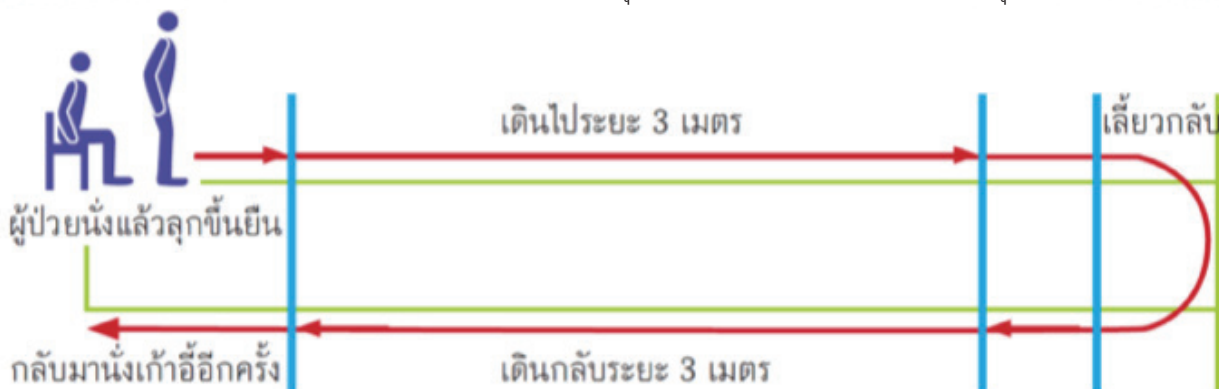 เดินไประยะ 3 เมตร
เลี้ยวกลับ
ผู้ป่วยนั่งแล้วลุกขึ้นยืน
กลับมานั่งเก้าอี้อีกครั้ง
เดินกลับระยะ 3 เมตร